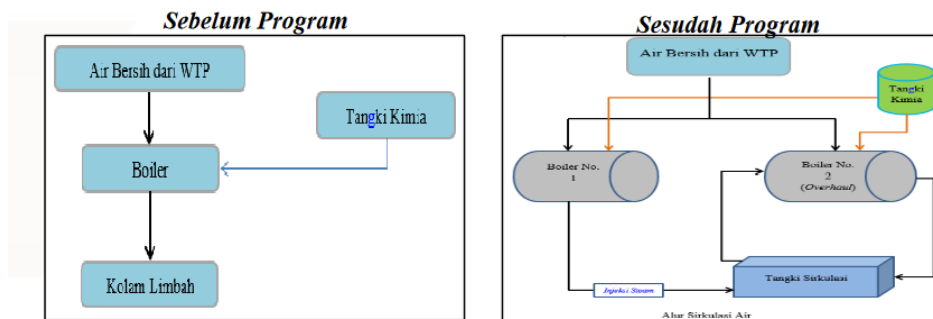 Sebelum Program
Air Bersih dari WTP
Tangki Kimia
Boiler
Kolam Limbah
Sesudah Program
Air Bersih dari WTP
Tangki
Kimia
Boiler No.
1
Boiler No.
2
(Overhaul)
Tangki Sirkulasi
Injeksi Steam
Alur Sirkulasi Air